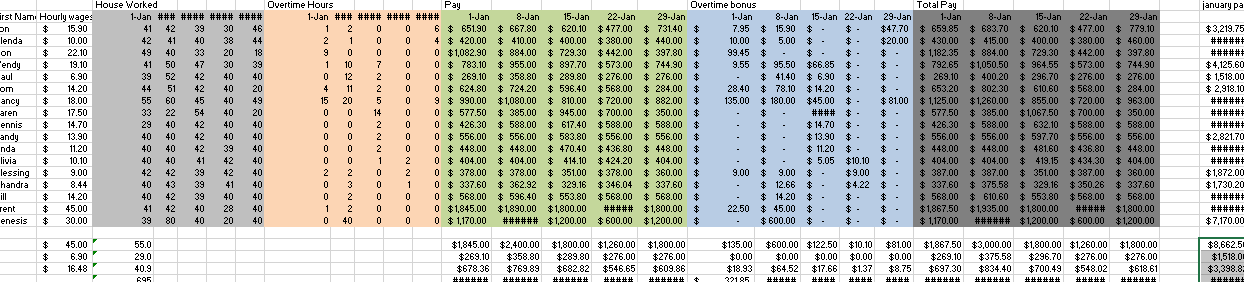 House Worked Overtime Hours Pay Overtime bonus Total Pay january pa
irst Name Hourly wages 1-Jan ### ### ### ### 1-Jan ### ### ### ### 1-Jan 8-Jan 15-Jan 22-Jan 29-Jan 1-Jan 8-Jan 15-Jan 22-Jan 29-Jan 1-Jan 8-Jan 15-Jan 22-Jan 29-Jan
on $ 15.90 41 42 39 30 46 1 2 0 0 6 $ 651.90 $ 667.80 $ 620.10 $ 477.00 $ 731.40 $ 7.95 $ 15.90 $ - $ - $47.70 $ 659.85 $ 683.70 $ 620.10 $ 477.00 $ 779.10 $3,219.75
lenda $ 10.00 42 41 40 38 44 2 1 0 0 4 $ 420.00 $ 410.00 $ 400.00 $ 380.00 $ 440.00 $ 10.00 $ 5.00 $ - $ - $20.00 $ 430.00 $ 415.00 $ 400.00 $ 380.00 $ 460.00 ######
on $ 22.10 49 40 33 20 18 9 0 0 0 0 $1,082.90 $ 884.00 $ 729.30 $ 442.00 $ 397.80 $ 99.45 $ - $ - $ - $ - $ 1,182.35 $ 884.00 $ 729.30 $ 442.00 $ 397.80 ######
endy $ 19.10 41 50 47 30 39 1 10 7 0 0 $ 783.10 $ 955.00 $ 897.70 $ 573.00 $ 744.90 $ 9.55 $ 95.50 $66.85 $ - $ - $ 792.65 $ 1,050.50 $ 964.55 $ 573.00 $ 744.90 $4,125.60
aul $ 6.90 39 52 42 40 40 0 12 2 0 0 $ 269.10 $ 358.80 $ 289.80 $ 276.00 $ 276.00 $ - $ 41.40 $ 6.90 $ - $ - $ 269.10 $ 400.20 $ 296.70 $ 276.00 $ 276.00 $1,518.00
om $ 14.20 44 51 42 40 20 4 11 2 0 0 $ 624.80 $ 724.20 $ 596.40 $ 568.00 $ 284.00 $ 28.40 $ 78.10 $14.20 $ - $ - $ 653.20 $ 802.30 $ 610.60 $ 568.00 $ 284.00 $ 2,918.10
ancy $ 18.00 55 60 45 40 49 15 20 5 0 9 $ 990.00 $1,080.00 $ 810.00 $ 720.00 $ 882.00 $ 135.00 $ 180.00 $45.00 $ - $ 81.00 $ 1,125.00 $ 1,260.00 $ 855.00 $ 720.00 $ 963.00 ######
aren $ 17.50 33 22 54 40 20 0 0 14 0 0 $ 577.50 $ 385.00 $ 945.00 $ 700.00 $ 350.00 $ - $ - #### $ - $ - $ 577.50 $ 385.00 $ 1,067.50 $ 700.00 $ 350.00 ######
ennis $ 14.70 29 40 42 40 40 0 0 2 0 0 $ 426.30 $ 588.00 $ 617.40 $ 588.00 $ 588.00 $ - $ - $14.70 $ - $ - $ 426.30 $ 588.00 $ 632.10 $ 588.00 $ 588.00 ######
andy $ 13.90 40 40 42 40 40 0 0 2 0 0 $ 556.00 $ 556.00 $ 583.80 $ 556.00 $ 556.00 $ - $ - $13.90 $ - $ - $ 556.00 $ 556.00 $ 597.70 $ 556.00 $ 556.00 $2,821.70
nda $ 11.20 40 40 42 39 40 0 0 2 0 0 $ 448.00 $ 448.00 $ 470.40 $ 436.80 $ 448.00 $ - $ - $11.20 $ - $ - $ 448.00 $ 448.00 $ 481.60 $ 436.80 $ 448.00 ######
livia $ 10.10 40 40 41 42 40 0 0 1 2 0 $ 404.00 $ 404.00 $ 414.10 $ 424.20 $ 404.00 $ - $ - $ 5.05 $10.10 $ - $ 404.00 $ 404.00 $ 419.15 $ 434.30 $ 404.00 ######
lessing $ 9.00 42 42 39 42 40 2 2 0 2 0 $ 378.00 $ 378.00 $ 351.00 $ 378.00 $ 360.00 $ 9.00 $ 9.00 $ - $9.00 $ - $ 387.00 $ 387.00 $ 351.00 $ 387.00 $ 360.00 $1,872.00
handra $ 8.44 40 43 39 41 40 0 3 0 1 0 $ 337.60 $ 362.92 $ 329.16 $ 346.04 $ 337.60 $ - $ 12.66 $ - $ 4.22 $ - $ 337.60 $ 375.58 $ 329.16 $ 350.26 $ 337.60 $1,730.20
ill $ 14.20 40 42 39 40 40 0 2 0 0 0 $ 568.00 $ 596.40 $ 553.80 $ 568.00 $ 568.00 $ - $ 14.20 $ - $ - $ - $ 568.00 $ 610.60 $ 553.80 $ 568.00 $ 568.00 ######
rent $ 45.00 41 42 40 28 40 1 2 0 0 0 $1,845.00 $1,890.00 $1,800.00 ##### $1,800.00 $ 22.50 $ 45.00 $ - $ - $ - $ 1,867.50 $ 1,935.00 $ 1,800.00 ##### $1,800.00 ######
enesis $ 30.00 39 80 40 20 40 0 40 0 0 0 $ 1,170.00 ###### $1,200.00 $ 600.00 $1,200.00 $ - $ 600.00 $ - $ - $ - $ 1,170.00 ###### $ 1,200.00 $ 600.00 $1,200.00 $7,170.00
$ 45.00 55.0 $1,845.00 $2,400.00 $1,800.00 $1,260.00 $1,800.00 $135.00 $600.00 $122.50 $10.10 $81.00 $1,867.50 $3,000.00 $1,800.00 $1,260.00 $1,800.00 $8,662.50
$ 6.90 29.0 $269.10 $358.80 $289.80 $276.00 $276.00 $0.00 $0.00 $0.00 $0.00 $0.00 $269.10 $375.58 $296.70 $276.00 $276.00 $1,518.00
$ 16.48 40.9 $678.36 $769.89 $682.82 $546.65 $609.86 $18.93 $64.52 $17.66 $1.37 $8.75 $697.30 $834.40 $700.49 $548.02 $618.61 $3,398.82
695 ###### ###### ###### ###### ###### $ 321.85 ###### ###### ###### ###### ###### ###### ###### ###### ######